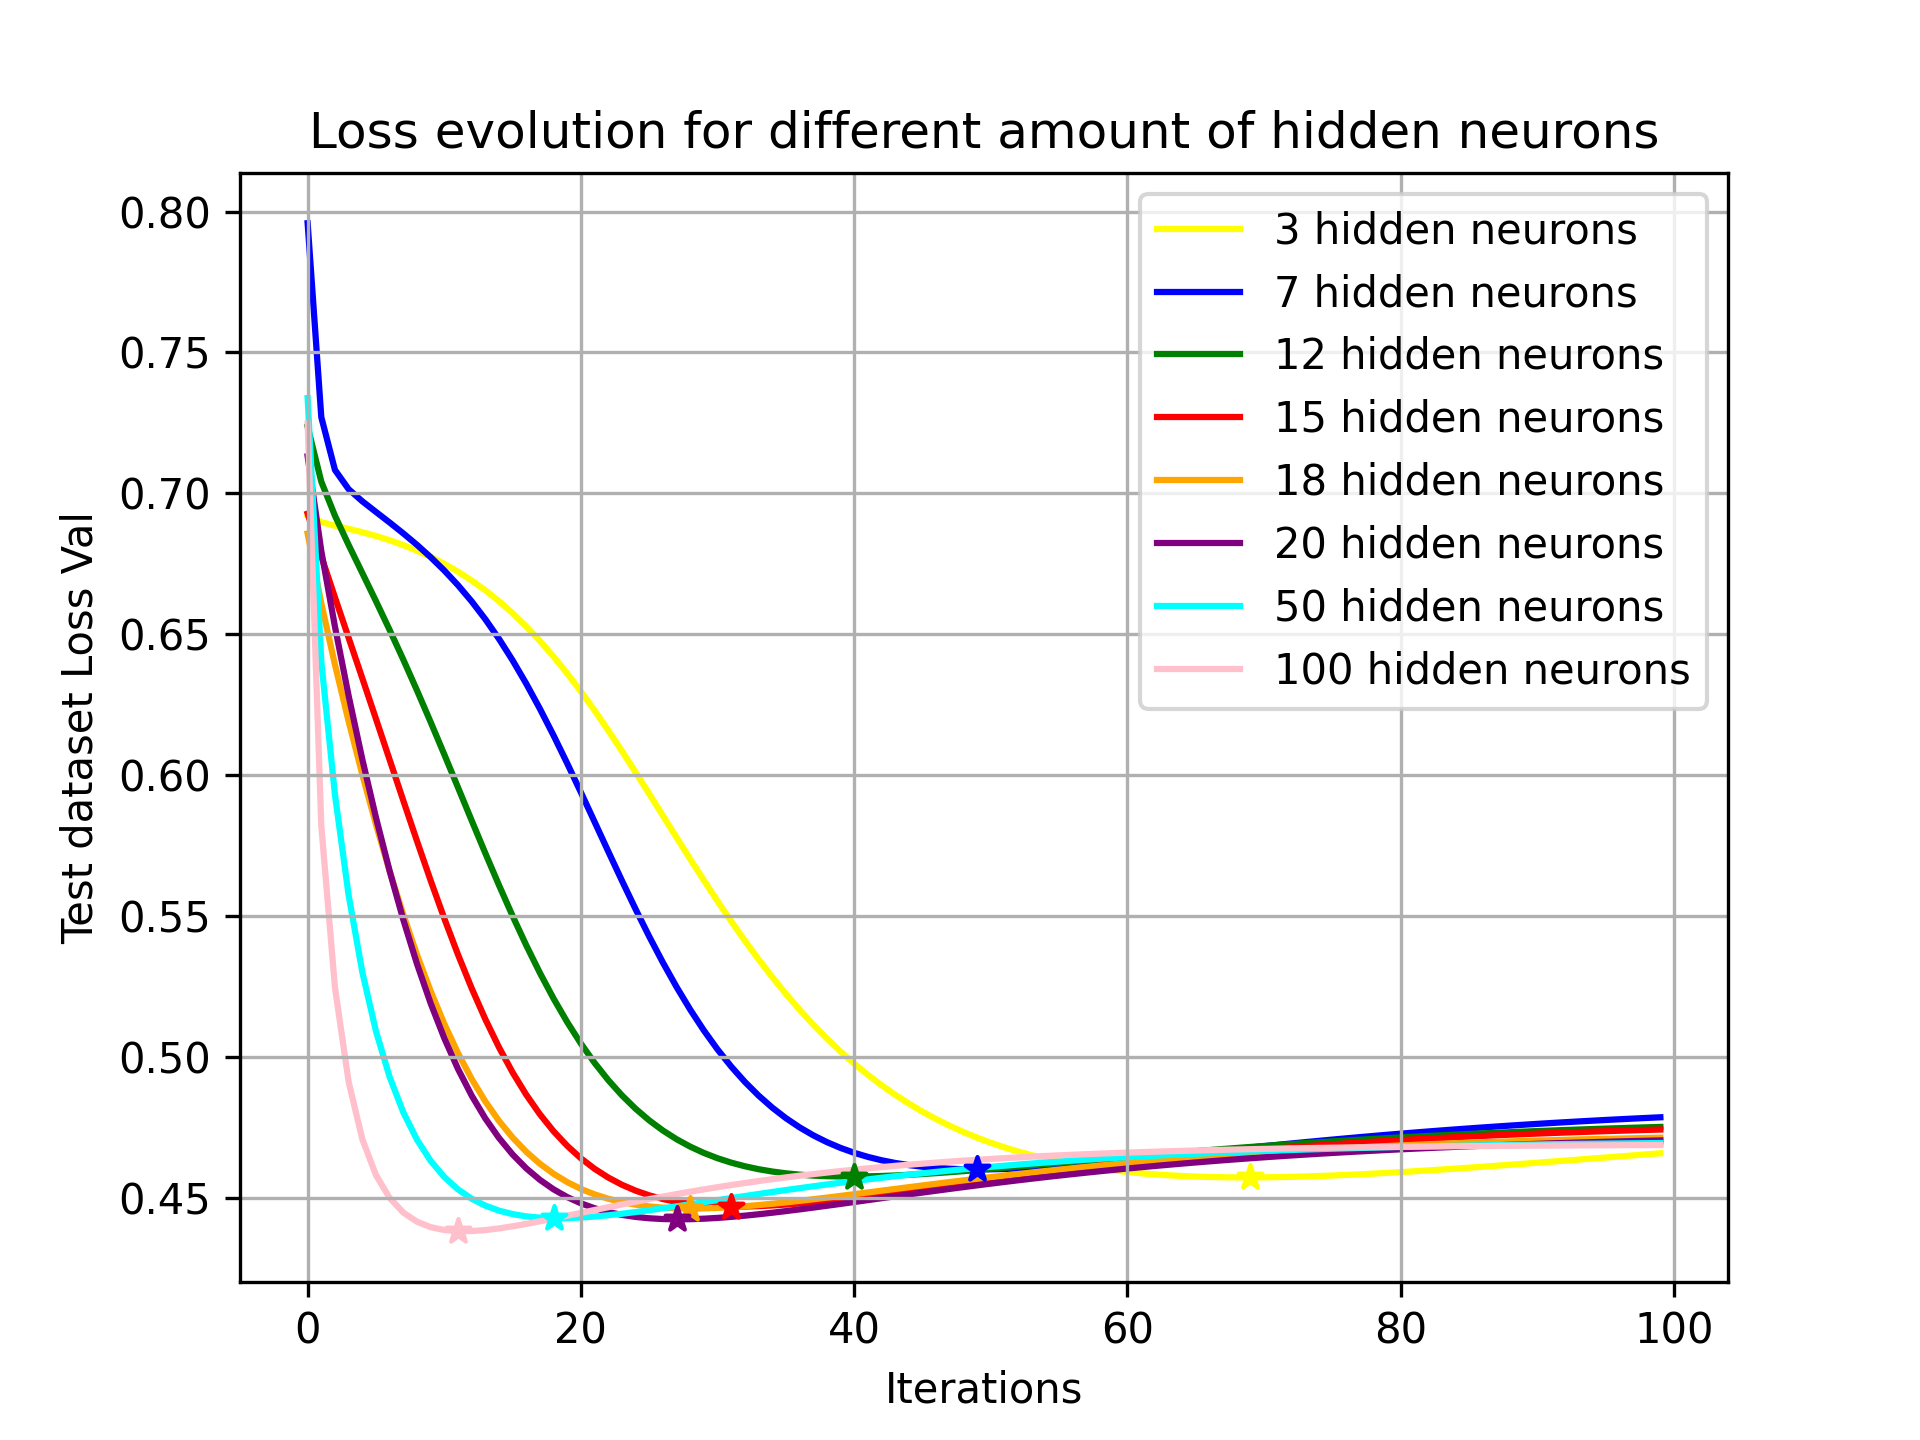 Loss evolution for different amount of hidden neurons
Test dataset Loss Val
0.80
0.75
0.70
0.65
0.60
0.55
0.50
0.45
3 hidden neurons
7 hidden neurons
12 hidden neurons
15 hidden neurons
18 hidden neurons
20 hidden neurons
50 hidden neurons
100 hidden neurons
0 20 40 60 80 100
Iterations